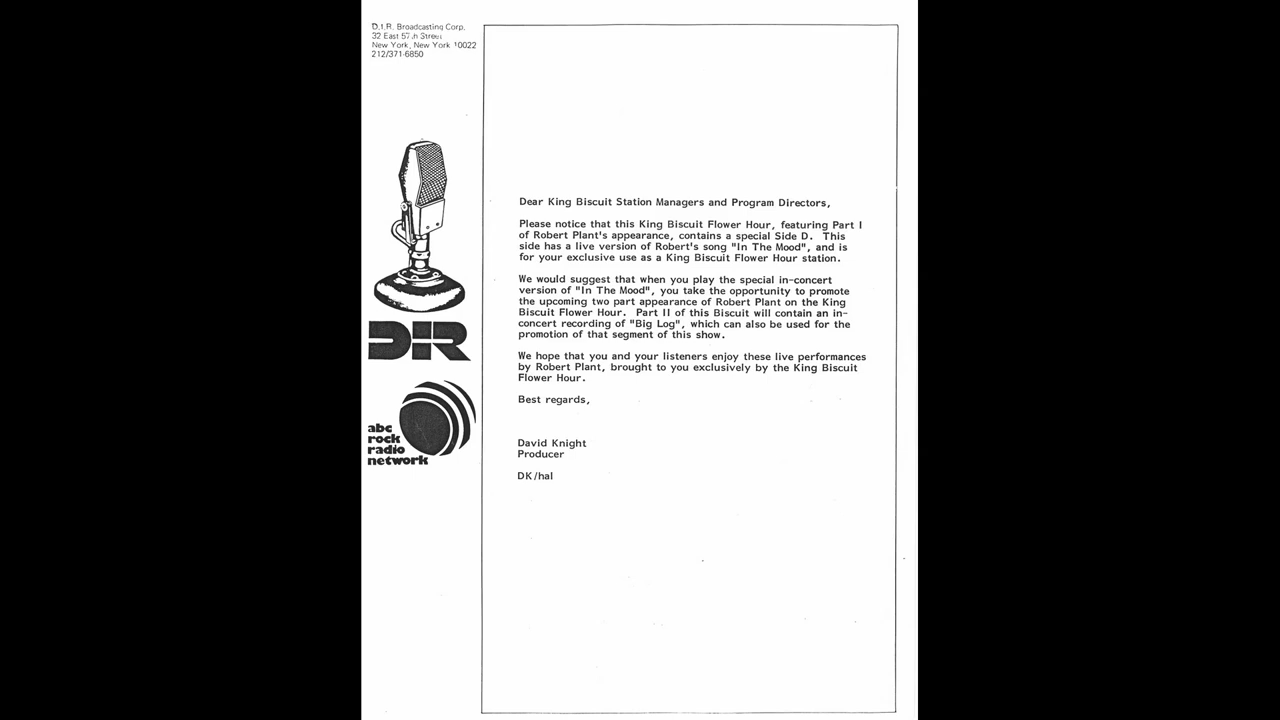 D.I.R. Broadcasting Corp.
32 East 57th Street
New York, New York 10022
212/371-6850
DIR
abc
rock
radio
network
Dear King Biscuit Station Managers and Program Directors,
Please notice that this King Biscuit Flower Hour, featuring Part I
of Robert Plant's appearance, contains a special Side D. This
side has a live version of Robert's song "In The Mood", and is
for your exclusive use as a King Biscuit Flower Hour station.
We would suggest that when you play the special in-concert
version of "In The Mood", you take the opportunity to promote
the upcoming two part appearance of Robert Plant on the King
Biscuit Flower Hour. Part II of this Biscuit will contain an in-
concert recording of "Big Log", which can also be used for the
promotion of that segment of this show.
We hope that you and your listeners enjoy these live performances
by Robert Plant, brought to you exclusively by the King Biscuit
Flower Hour.
Best regards,
David Knight
Producer
DK/hal